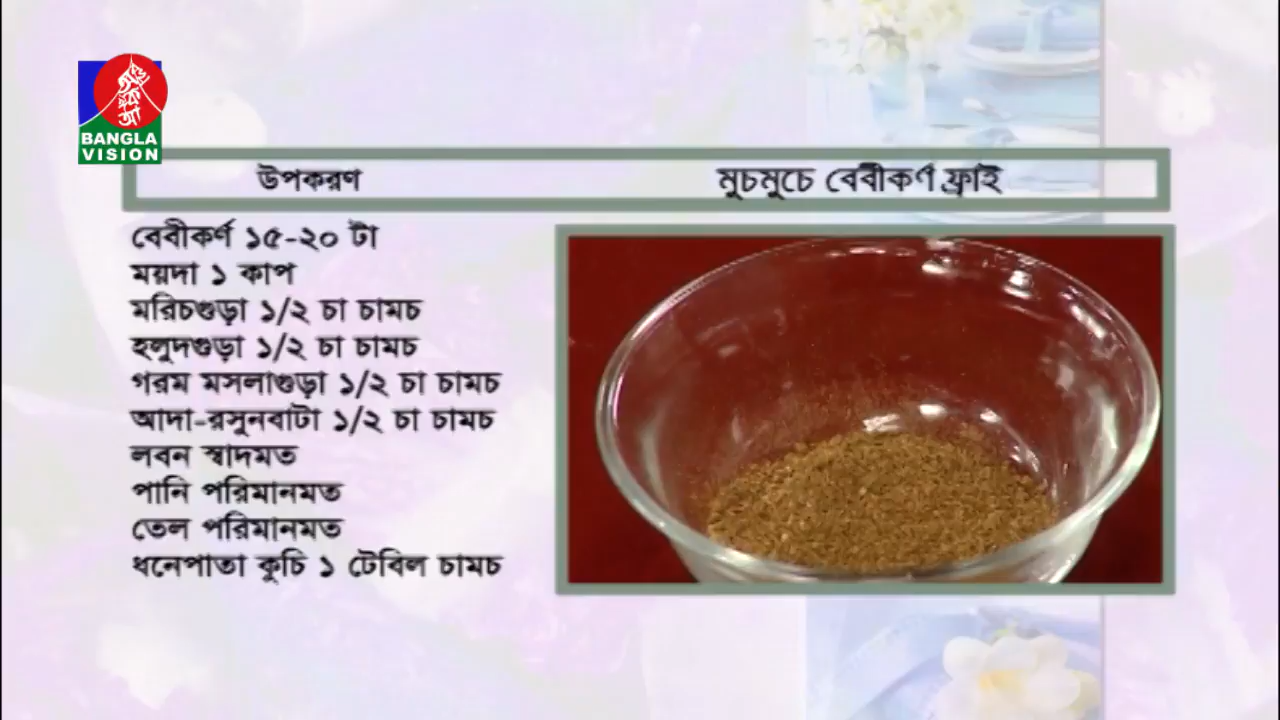 BANGLA
VISION
উপকরণ
মুচমুচে বেবীকর্ণ ফ্রাই
বেবীকর্ণ ১৫-২০ টা
ময়দা ১ কাপ
মরিচগুড়া ১/২ চা চামচ
হলুদগুড়া ১/২ চা চামচ
গরম মসলাগুড়া ১/২ চা চামচ
আদা-রসুনবাটা ১/২ চা চামচ
লবন স্বাদমত
পানি পরিমানমত
তেল পরিমানমত
ধনেপাতা কুচি ১ টেবিল চামচ